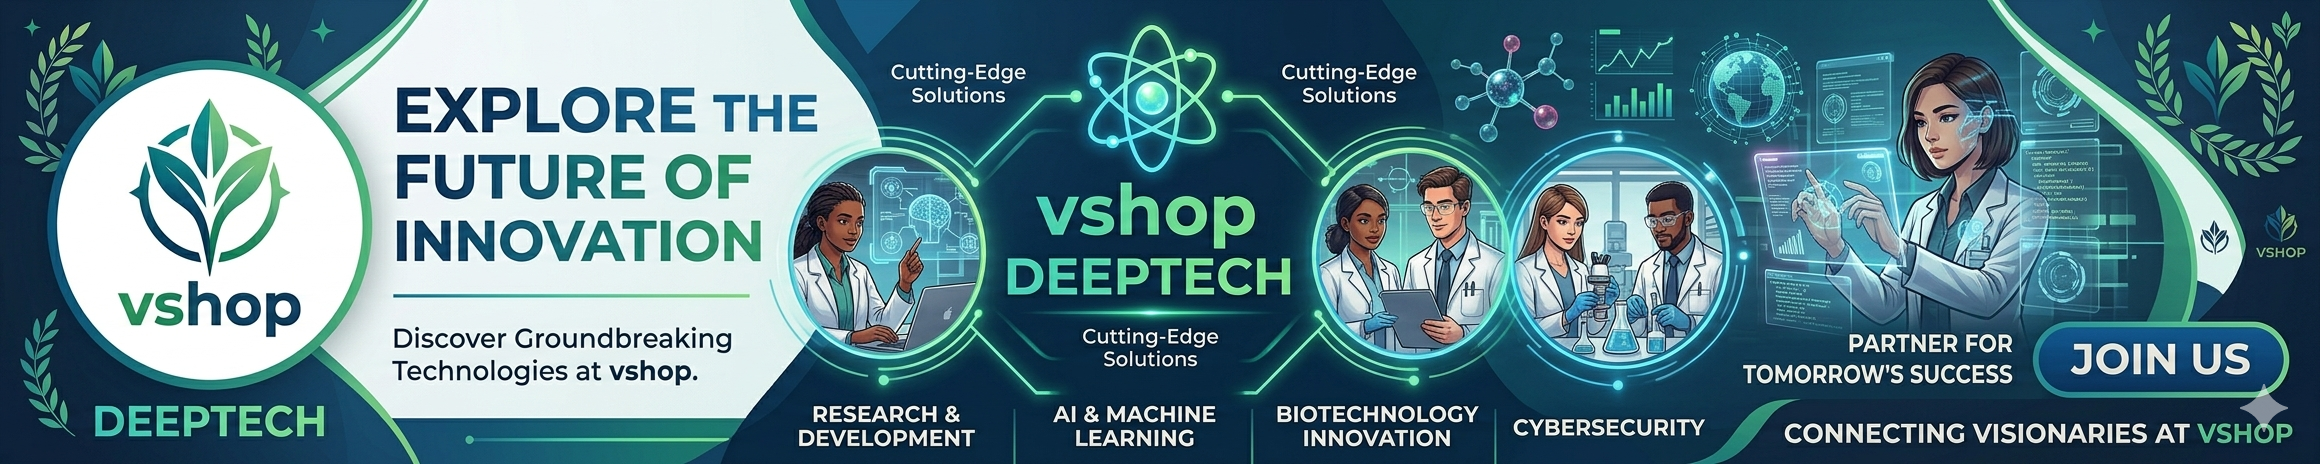 vshop
DEEPTECH
EXPLORE THE
FUTURE OF
INNOVATION
Discover Groundbreaking
Technologies at vshop.
Cutting-Edge
Solutions
Cutting-Edge
Solutions
vshop
DEEPTECH
Cutting-Edge
Solutions
RESEARCH &
DEVELOPMENT
AI & MACHINE
LEARNING
BIOTECHNOLOGY
INNOVATION
CYBERSECURITY
PARTNER FOR
TOMORROW'S SUCCESS
JOIN US
CONNECTING VISIONARIES AT VSHOP
VSHOP